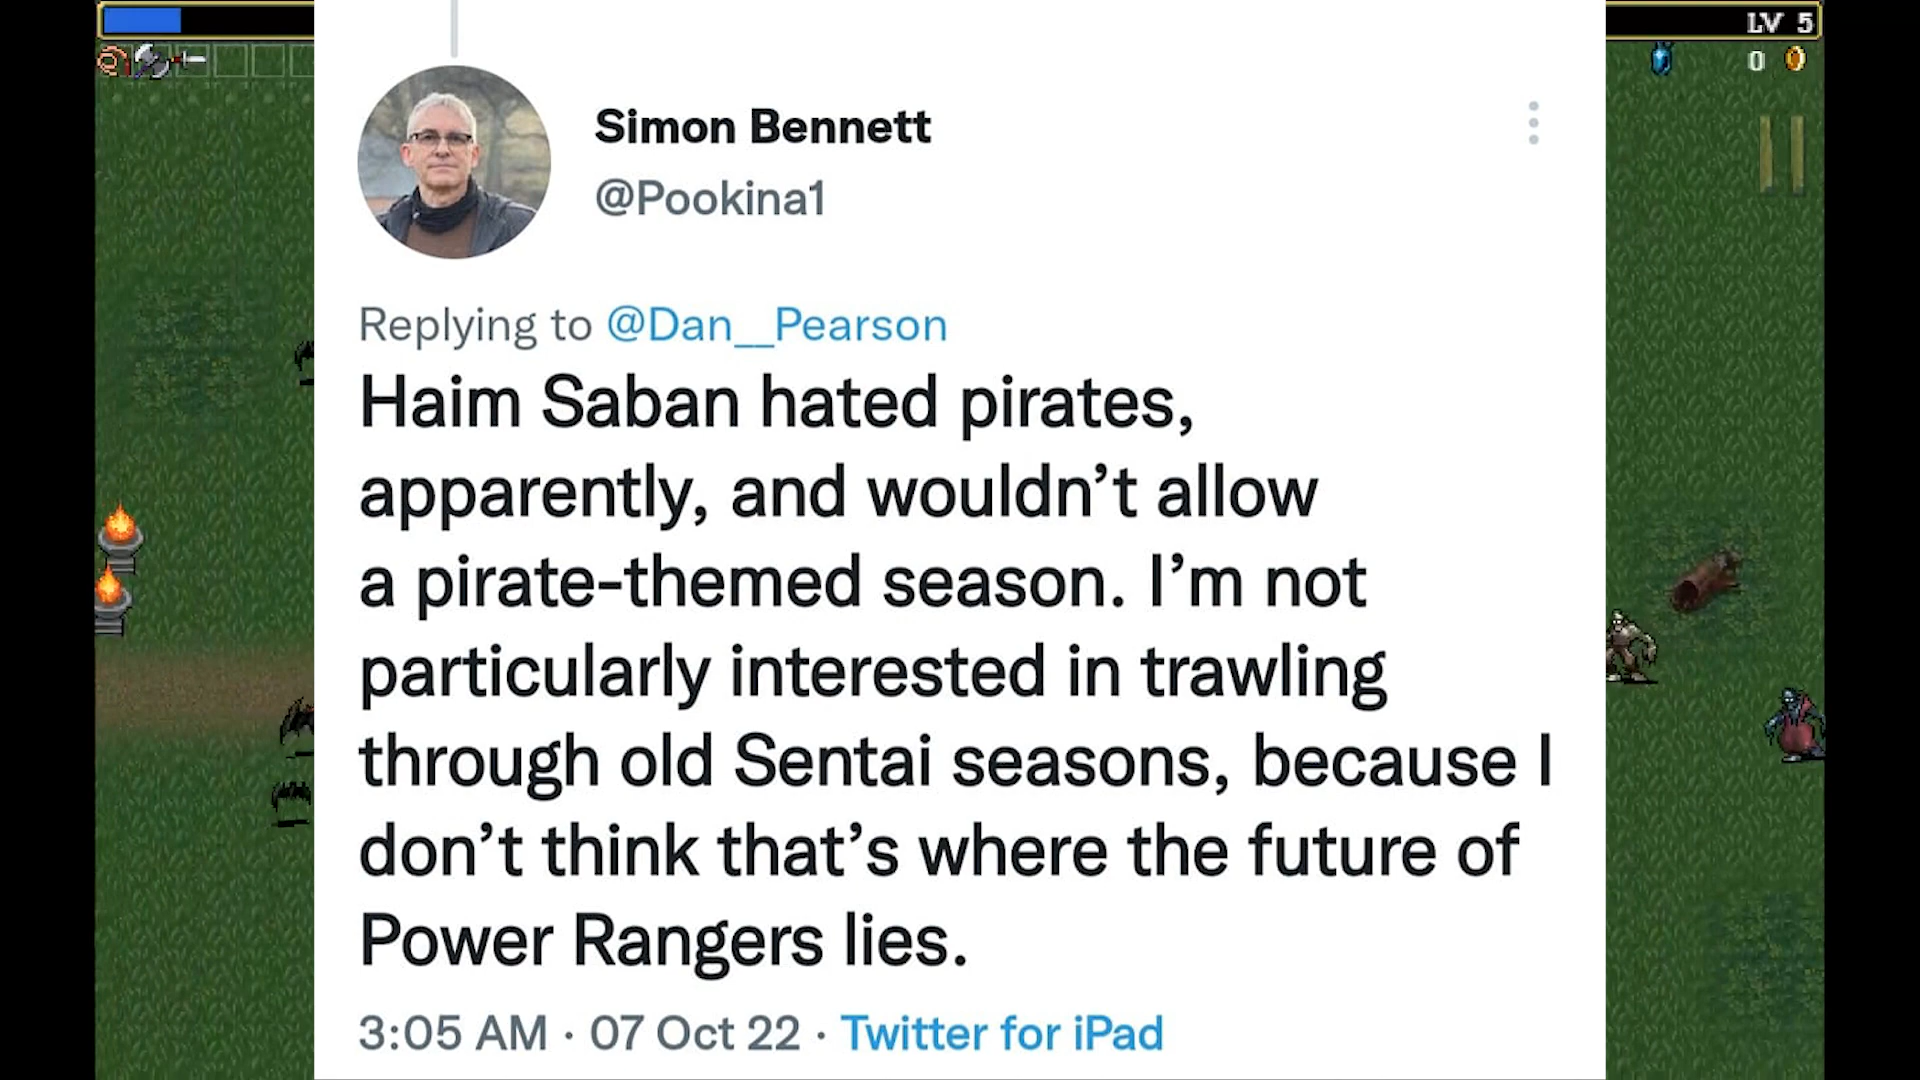 LV 5
0
Simon Bennett
@Pookina1
Replying to @Dan__Pearson
Haim Saban hated pirates,
apparently, and wouldn’t allow
a pirate-themed season. I’m not
particularly interested in trawling
through old Sentai seasons, because I
don’t think that’s where the future of
Power Rangers lies.
3:05 AM · 07 Oct 22 · Twitter for iPad